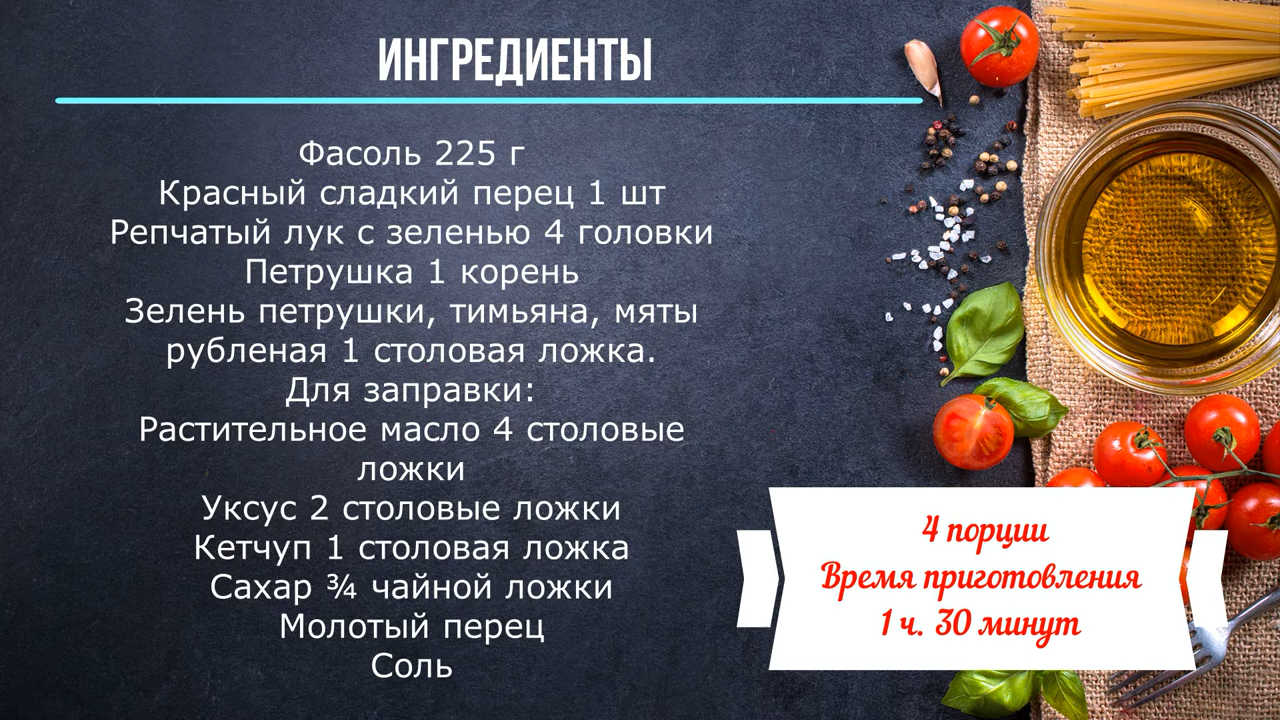 ИНГРЕДИЕНТЫ
Фасоль 225 г
Красный сладкий перец 1 шт
Репчатый лук с зеленью 4 головки
Петрушка 1 корень
Зелень петрушки, тимьяна, мяты
рубленая 1 столовая ложка.
Для заправки:
Растительное масло 4 столовые
ложки
Уксус 2 столовые ложки
Кетчуп 1 столовая ложка
Сахар ¾ чайной ложки
Молотый перец
Соль
4 порции
Время приготовления
1 ч. 30 минут